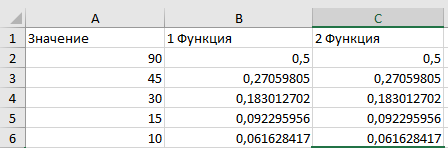 A B C
1 Значение 1 Функция 2 Функция
2 90 0,5 0,5
3 45 0,27059805 0,27059805
4 30 0,183012702 0,183012702
5 15 0,092295956 0,092295956
6 10 0,061628417 0,061628417